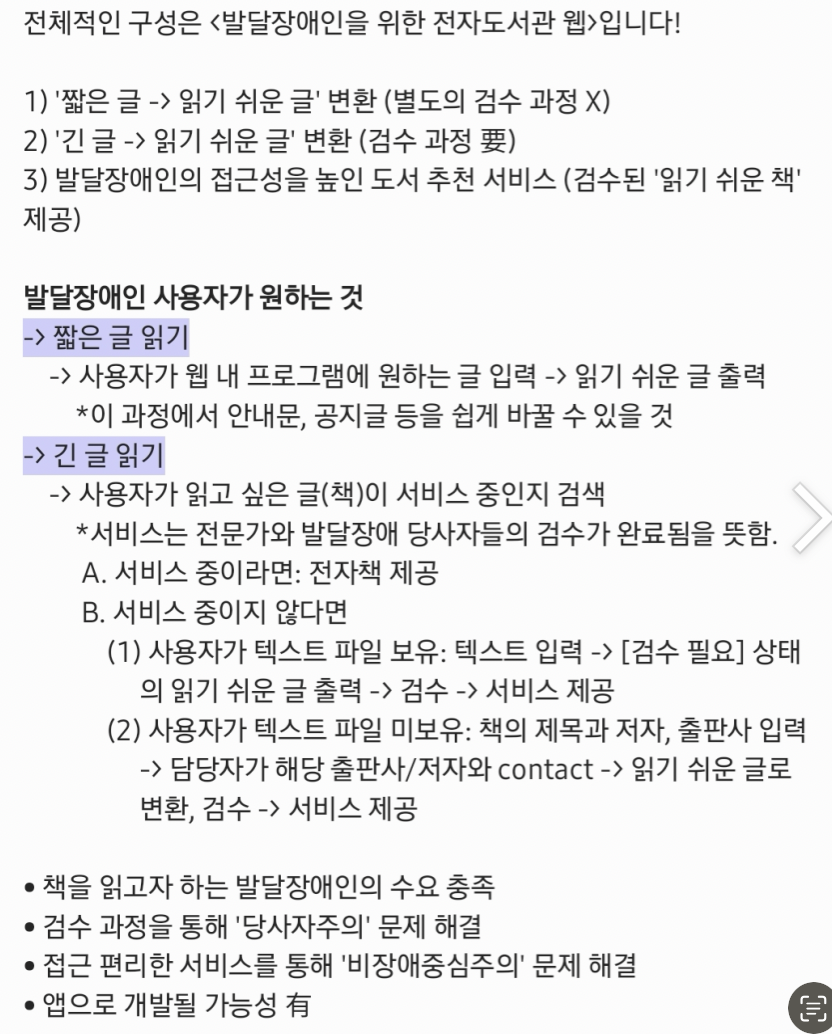 전체적인 구성은 <발달장애인을 위한 전자도서관 웹>입니다!
1) '짧은 글 -> 읽기 쉬운 글' 변환 (별도의 검수 과정 X)
2) '긴 글 -> 읽기 쉬운 글' 변환 (검수 과정 要)
3) 발달장애인의 접근성을 높인 도서 추천 서비스 (검수된 '읽기 쉬운 책'
제공)
발달장애인 사용자가 원하는 것
-> 짧은 글 읽기
-> 사용자가 웹 내 프로그램에 원하는 글 입력 -> 읽기 쉬운 글 출력
*이 과정에서 안내문, 공지글 등을 쉽게 바꿀 수 있을 것
-> 긴 글 읽기
-> 사용자가 읽고 싶은 글(책)이 서비스 중인지 검색
*서비스는 전문가와 발달장애 당사자들의 검수가 완료됨을 뜻함.
A. 서비스 중이라면: 전자책 제공
B. 서비스 중이지 않다면
(1) 사용자가 텍스트 파일 보유: 텍스트 입력 -> [검수 필요] 상태
의 읽기 쉬운 글 출력 -> 검수 -> 서비스 제공
(2) 사용자가 텍스트 파일 미보유: 책의 제목과 저자, 출판사 입력
-> 담당자가 해당 출판사/저자와 contact -> 읽기 쉬운 글로
변환, 검수 -> 서비스 제공
• 책을 읽고자 하는 발달장애인의 수요 충족
• 검수 과정을 통해 '당사자주의' 문제 해결
• 접근 편리한 서비스를 통해 '비장애중심주의' 문제 해결
• 앱으로 개발될 가능성 有